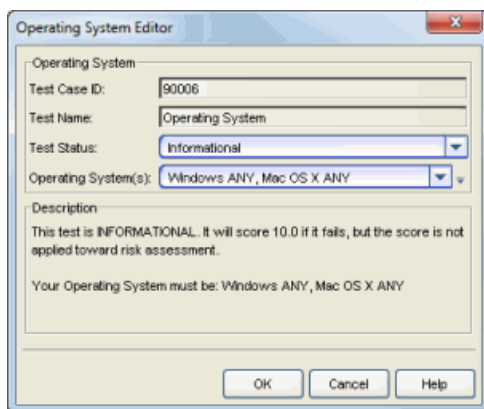 Operating System Editor
Operating System
Test Case ID: 90006
Test Name: Operating System
Test Status: Informational
Operating System(s): Windows ANY, Mac OS X ANY
Description
This test is INFORMATIONAL. It will score 10.0 if it fails, but the score is not
applied toward risk assessment.
Your Operating System must be: Windows ANY, Mac OS X ANY
OK Cancel Help